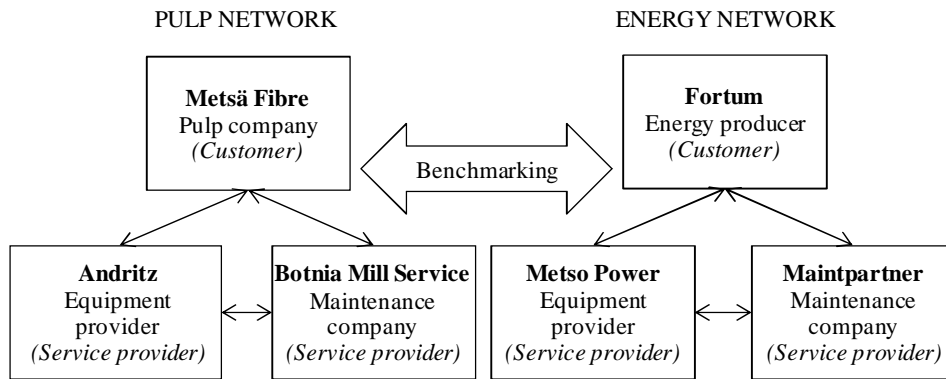 PULP NETWORK
ENERGY NETWORK
Metsä Fibre
Pulp company
(Customer)
Benchmarking
Fortum
Energy producer
(Customer)
Andritz
Equipment
provider
(Service provider)
Botnia Mill Service
Maintenance
company
(Service provider)
Metso Power
Equipment
provider
(Service provider)
Maintpartner
Maintenance
company
(Service provider)